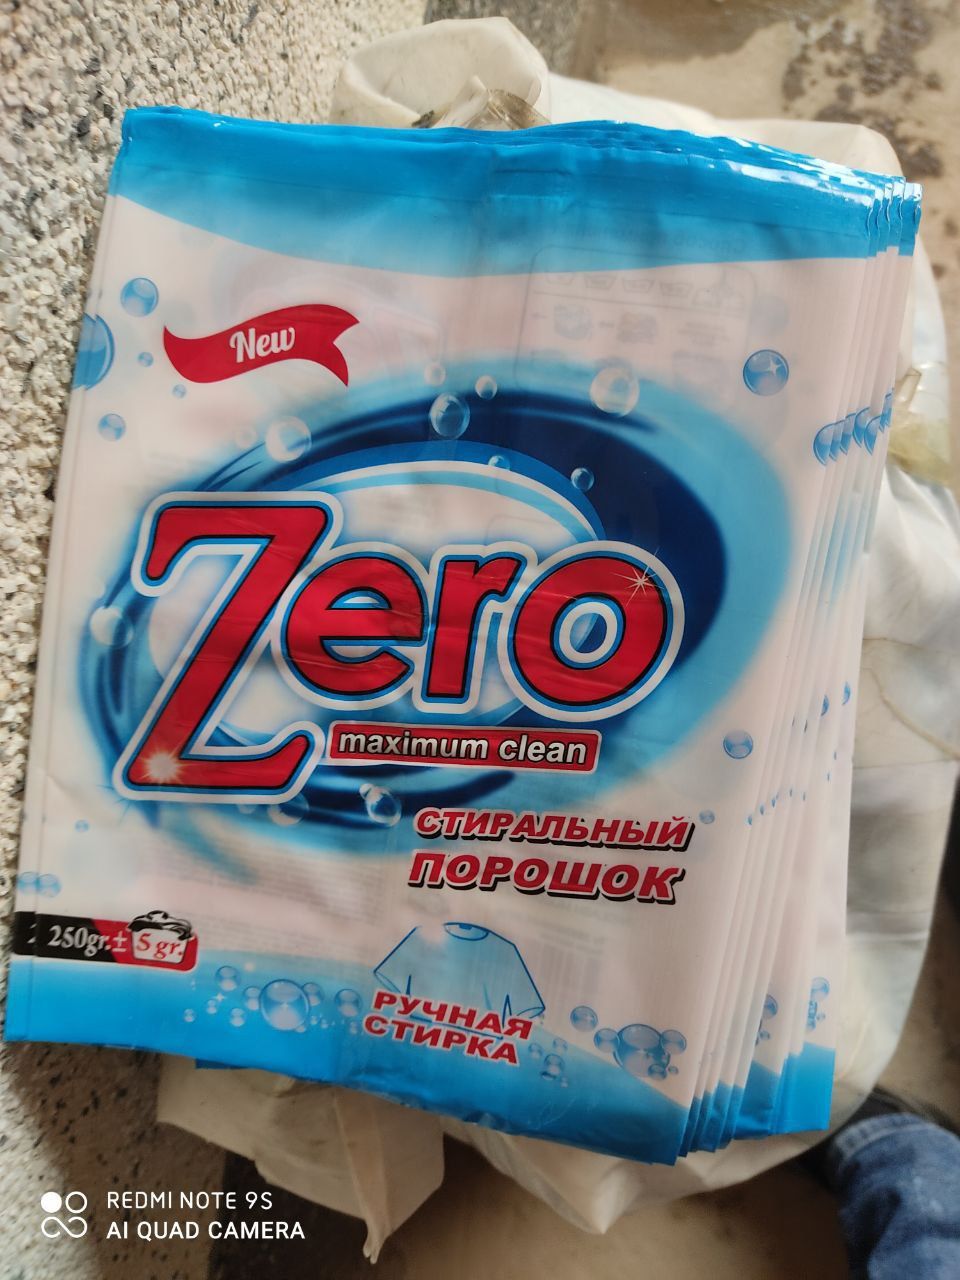 New
Zero
maximum clean
СТИРАЛЬНЫЙ
ПОРОШОК
250gr.± 5 gr.
РУЧНАЯ
СТИРКА
REDMI NOTE 9S
AI QUAD CAMERA